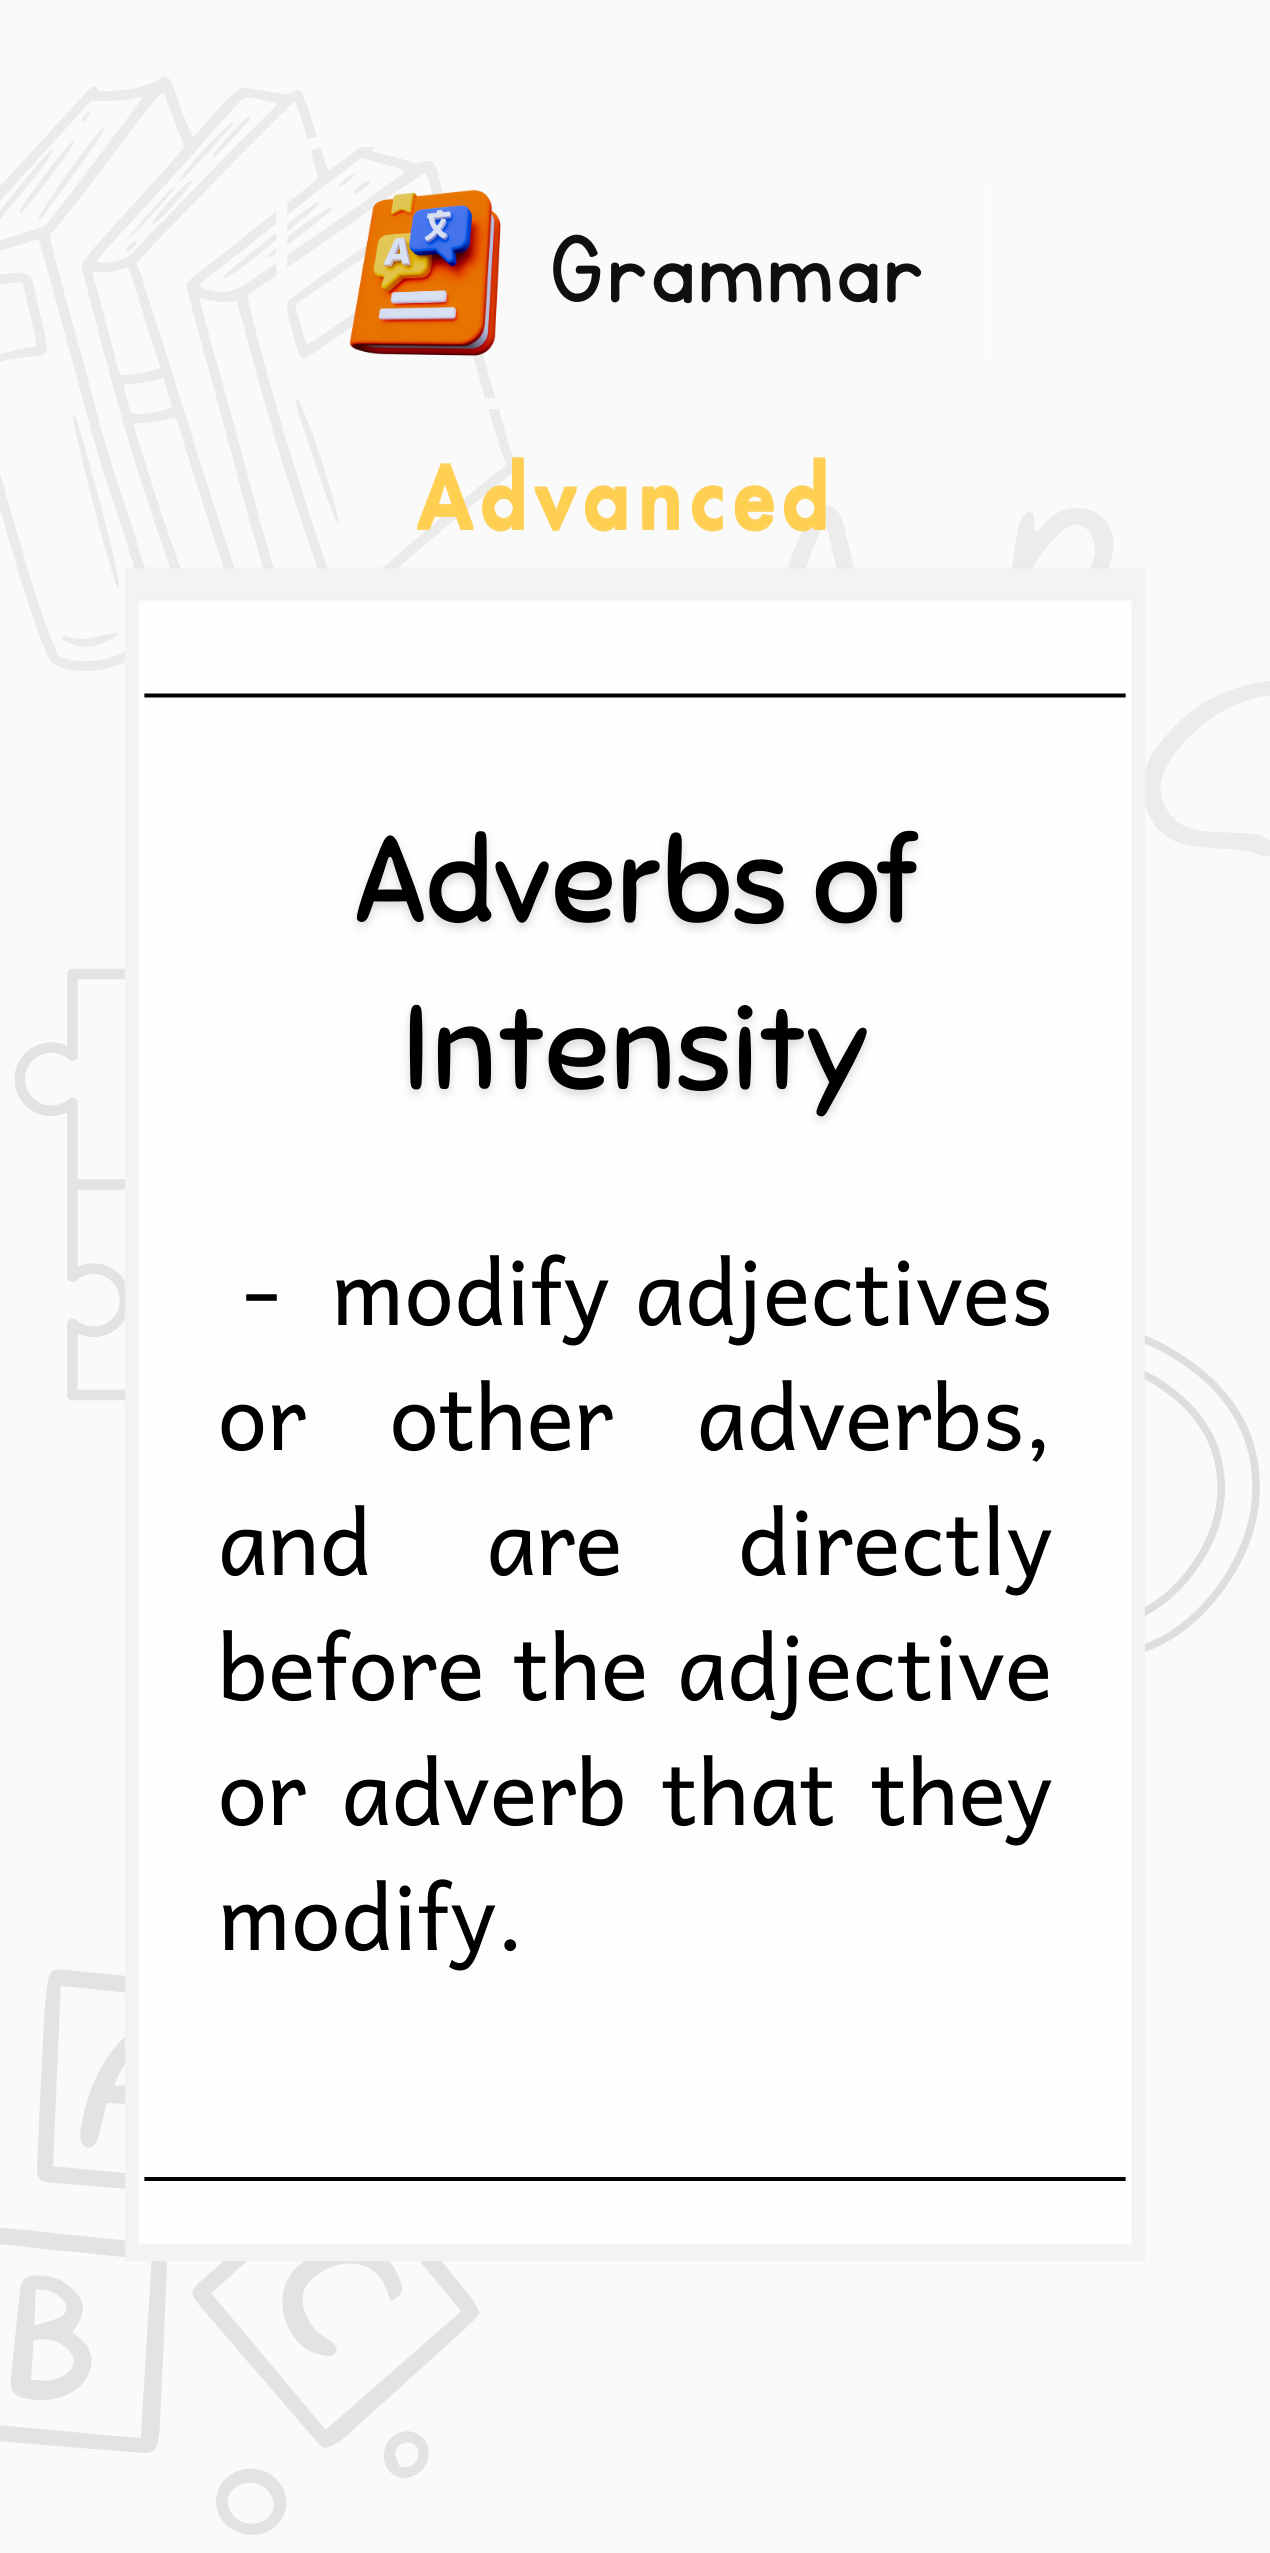 A 文
Grammar
Advanced
Adverbs of
Intensity
- modify adjectives
or other adverbs,
and are directly
before the adjective
or adverb that they
modify.
A
B
C